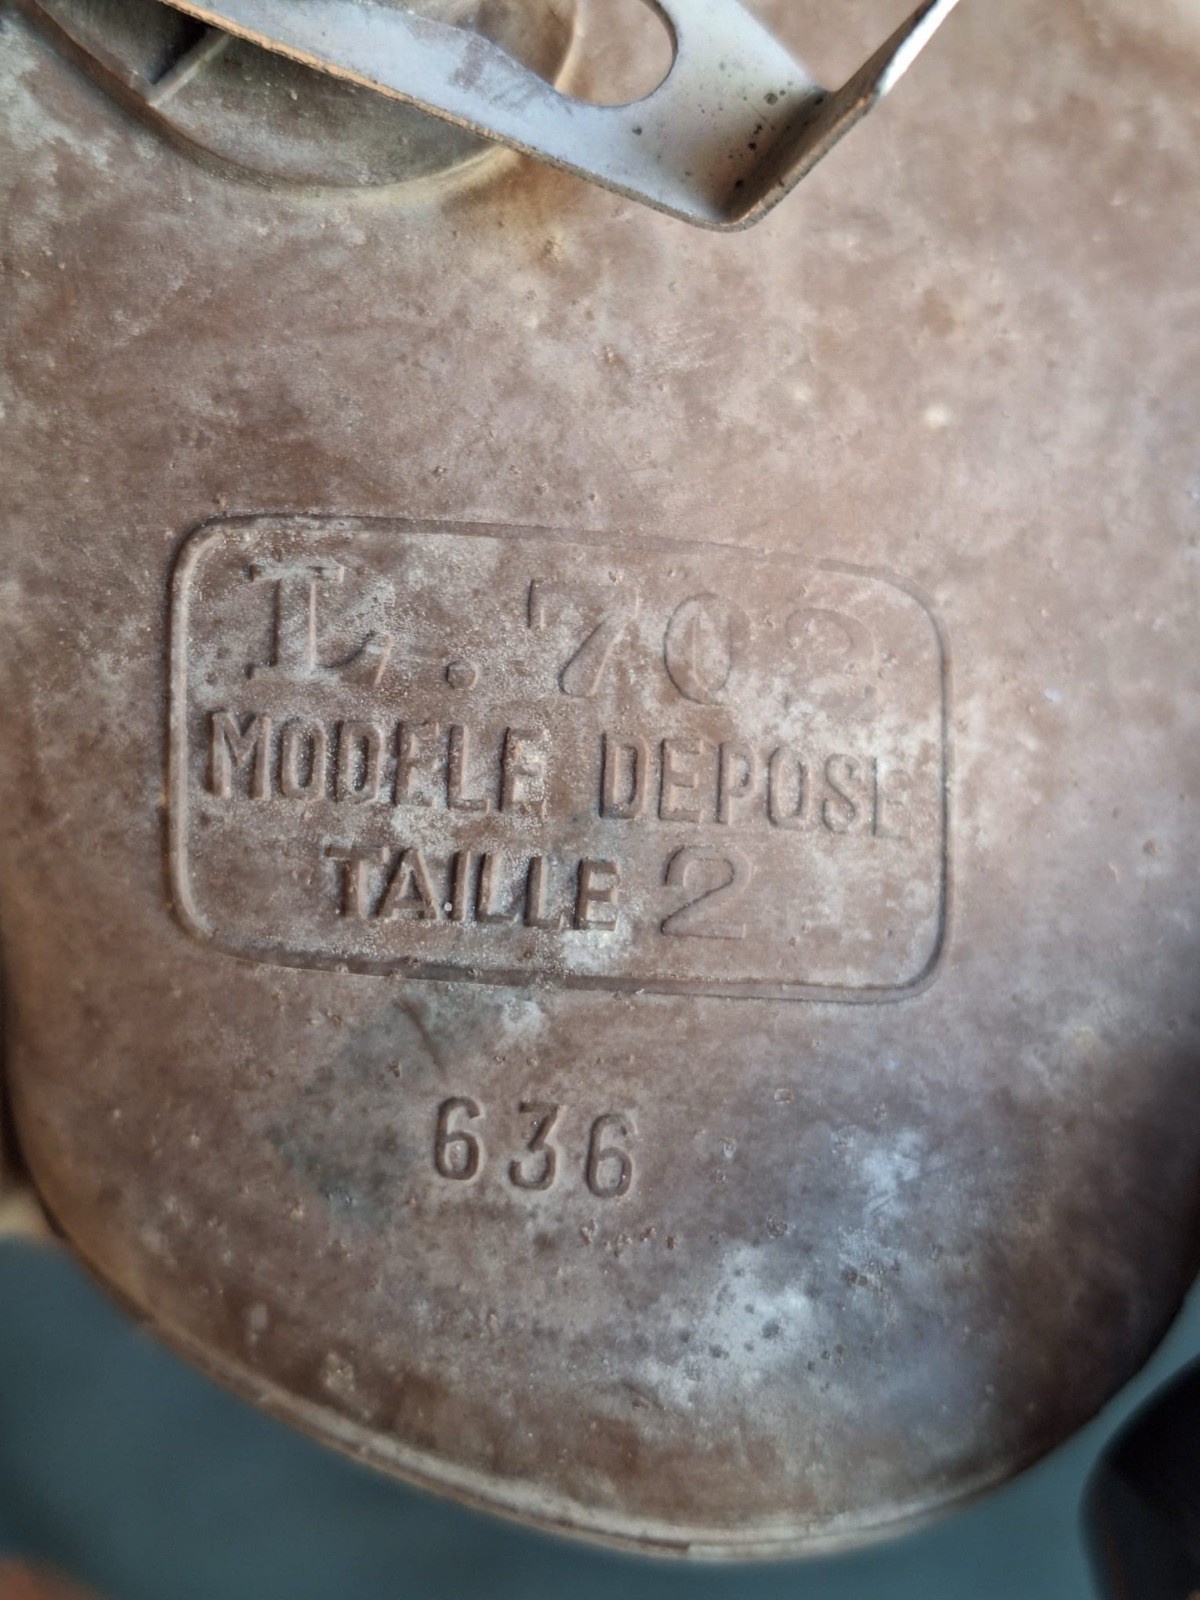 L. 702
MODELE DEPOSE
TAILLE 2
636